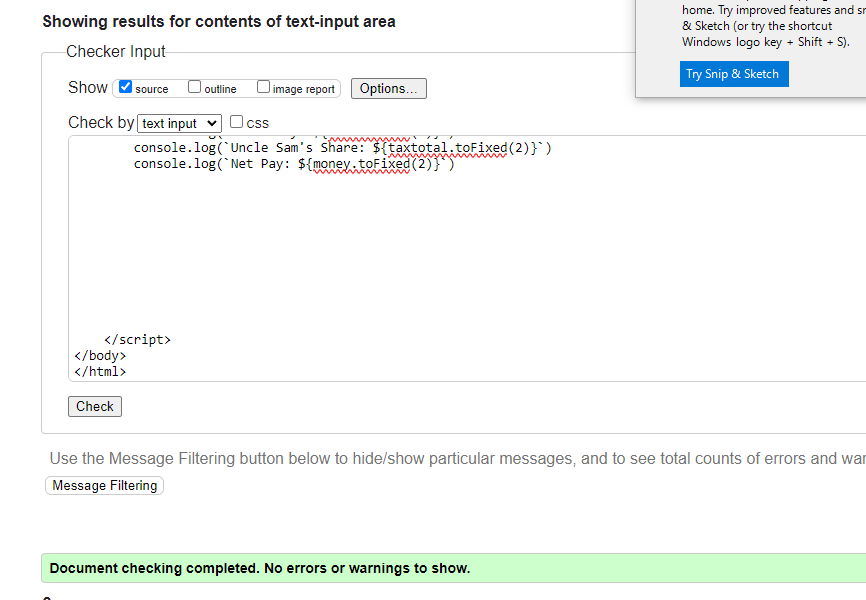 Showing results for contents of text-input area
home. Try improved features and
& Sketch (or try the shortcut
Windows logo key + Shift + S).
Try Snip & Sketch
Checker Input
Show source outline image report Options...
Check by text input css
console.log(`Uncle Sam's Share: ${taxtotal.toFixed(2)}`)
console.log(`Net Pay: ${money.toFixed(2)}`)
</script>
</body>
</html>
Check
Use the Message Filtering button below to hide/show particular messages, and to see total counts of errors and
Message Filtering
Document checking completed. No errors or warnings to show.